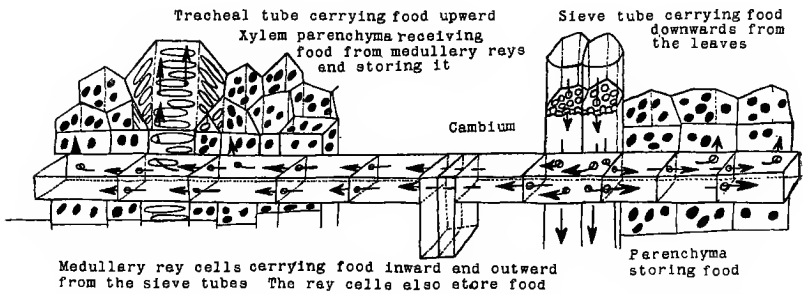 Tracheal tube carrying food upward
Xylem parenchyma receiving
food from medullary rays
and storing it
Sieve tube carrying food
downwards from
the leaves
Cambium
Medullary ray cells carrying food inward and outward
from the sieve tubes The ray cells also store food
Parenchyma
storing food